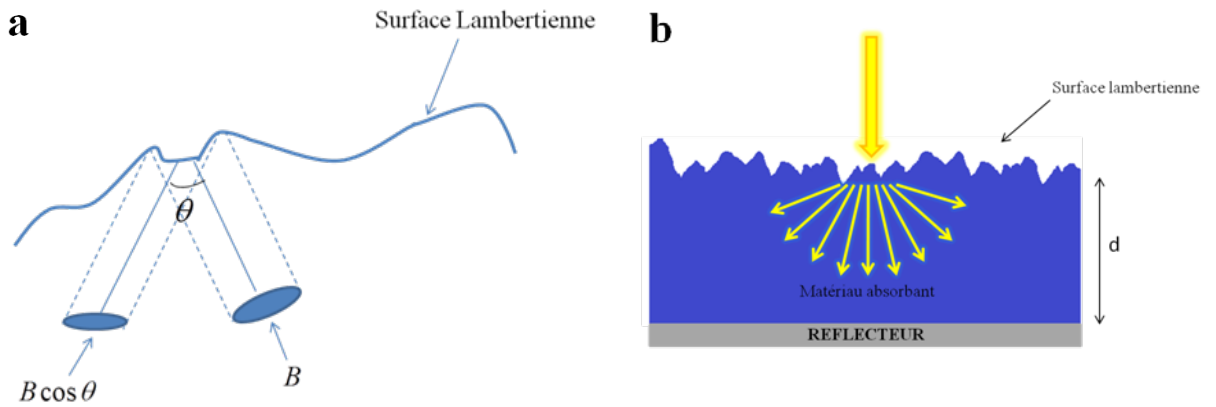 a
Surface Lambertienne
θ
B cos θ
B
b
Surface lambertienne
d
Matériau absorbant
REFLECTEUR